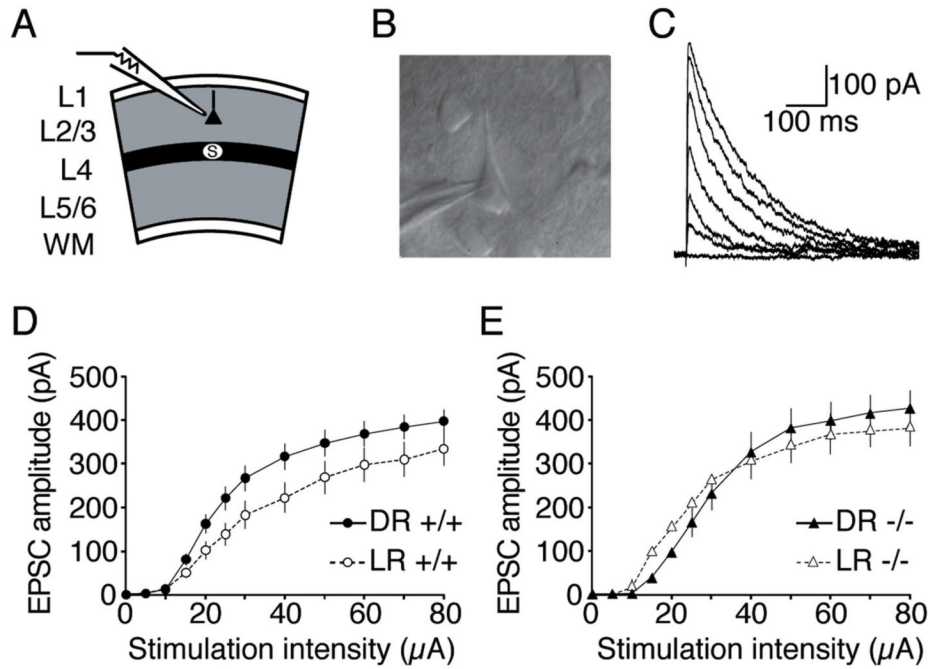 A
L1
L2/3
L4
L5/6
WM
S
B
C
100 pA
100 ms
D
EPSC amplitude (pA)
500
400
300
200
100
0
DR +/+
LR +/+
0 20 40 60 80
Stimulation intensity (µA)
E
EPSC amplitude (pA)
500
400
300
200
100
0
DR -/-
LR -/-
0 20 40 60 80
Stimulation intensity (µA)